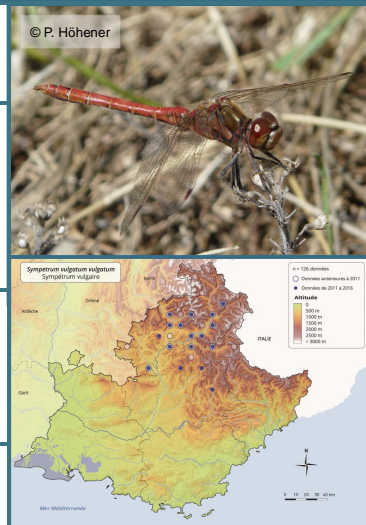 © P. Höhener
Sympetrum vulgatum vulgatum
Sympétrum vulgaire
n = 126 données
Données antérieures à 2011
Données de 2011 à 2016
Altitude
0
500 m
1000 m
1500 m
2000 m
2500 m
> 3000 m
Isère
Drôme
Ardèche
ITALIE
Gard
N
0 10 20 30 40 km
Mer Méditerranée